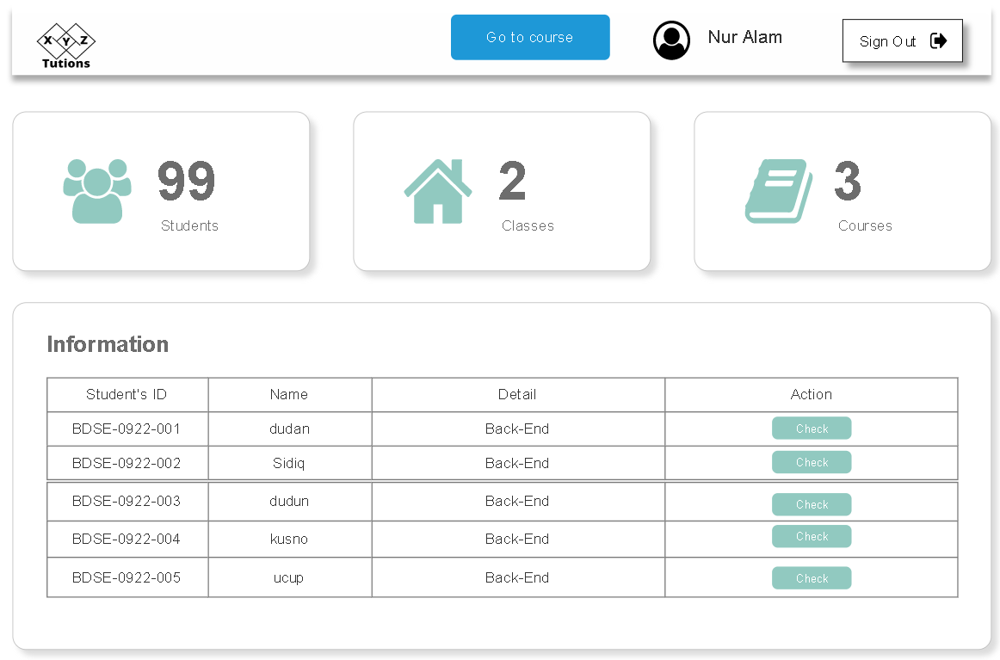 X Y Z
Tutions
Go to course
Nur Alam
Sign Out
99
Students
2
Classes
3
Courses
Information
Student's ID Name Detail Action
BDSE-0922-001 dudan Back-End Check
BDSE-0922-002 Sidiq Back-End Check
BDSE-0922-003 dudun Back-End Check
BDSE-0922-004 kusno Back-End Check
BDSE-0922-005 ucup Back-End Check